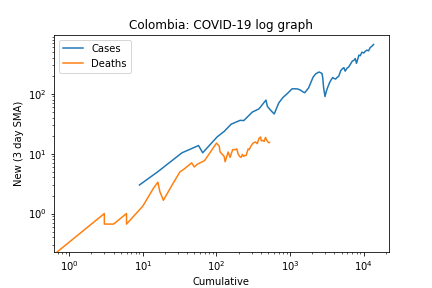 Colombia: COVID-19 log graph
Cases
Deaths
New (3 day SMA)
10²
10¹
10⁰
10⁰ 10¹ 10² 10³ 10⁴
Cumulative